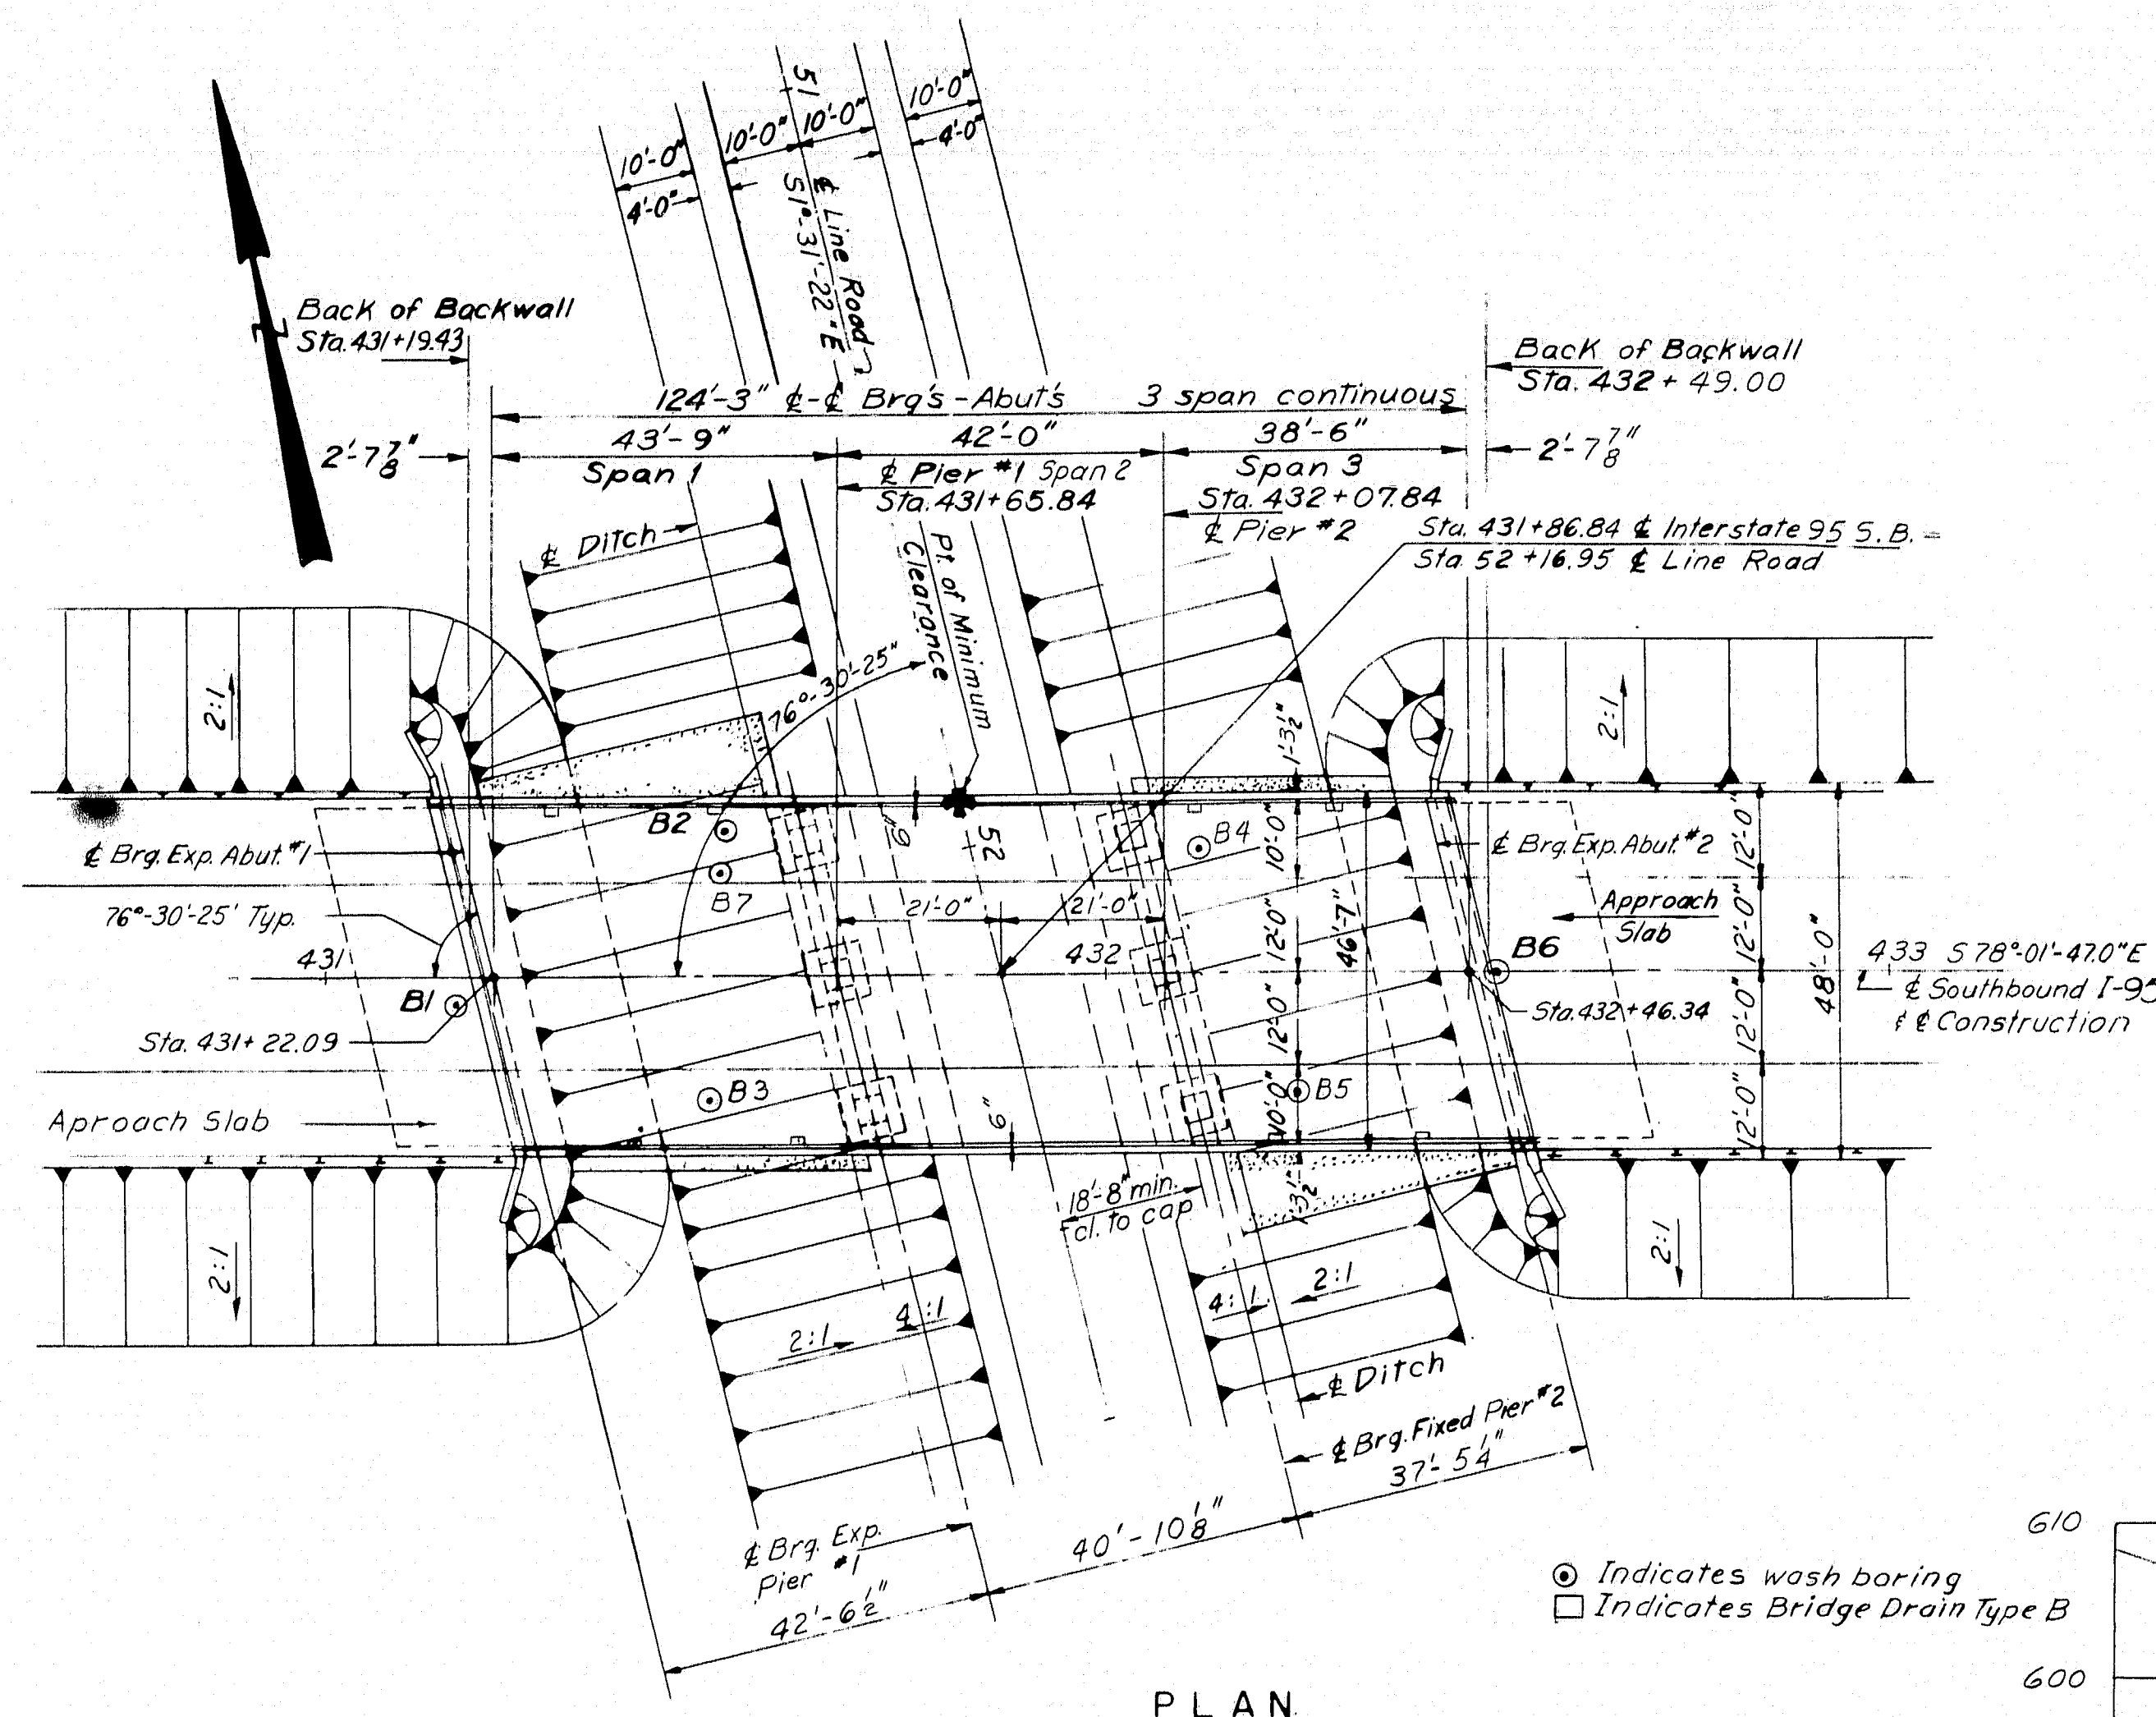 10'-0"
4'-0"
10'-0" 10'-0"
10'-0"
4'-0"
51
℄ Line Road
S1°-31'-22"E
N
Back of Backwall
Sta. 431+19.43
Back of Backwall
Sta. 432+49.00
124'-3" ℄-℄ Brg's-Abut's 3 span continuous
2'-7 7/8"
43'-9"
42'-0"
38'-6"
2'-7 7/8"
Span 1
℄ Pier #1 Span 2
Sta. 431+65.84
Span 3
Sta. 432+07.84
℄ Pier #2
℄ Ditch
Pt. of Minimum
Clearance
Sta. 431+86.84 ℄ Interstate 95 S.B. =
Sta. 52+16.95 ℄ Line Road
76°-30'-25"
2:1
2:1
1'-3 1/2"
B2
9"
52
B4
10'-0"
℄ Brg. Exp. Abut. #1
℄ Brg. Exp. Abut. #2
12'-0"
B7
76°-30'-25' Typ.
21'-0"
21'-0"
12'-0"
46'-7"
Approach
Slab
12'-0"
431
432
B6
433 S 78°-01'-47.0"E
℄ Southbound I-95
& ℄ Construction
48'-0"
B1
Sta. 431+22.09
12'-0"
Sta. 432+46.34
12'-0"
B3
10'-0"
B5
Aproach Slab
9"
12'-0"
18'-8" min.
cl. to cap
1'-3 1/2"
2:1
2:1
2:1
4:1
4:1
2:1
℄ Ditch
℄ Brg. Fixed Pier #2
37'-5 1/4"
℄ Brg. Exp.
Pier #1
40'-10 1/8"
42'-6 1/2"
610
⊙ Indicates wash boring
□ Indicates Bridge Drain Type B
600
PLAN